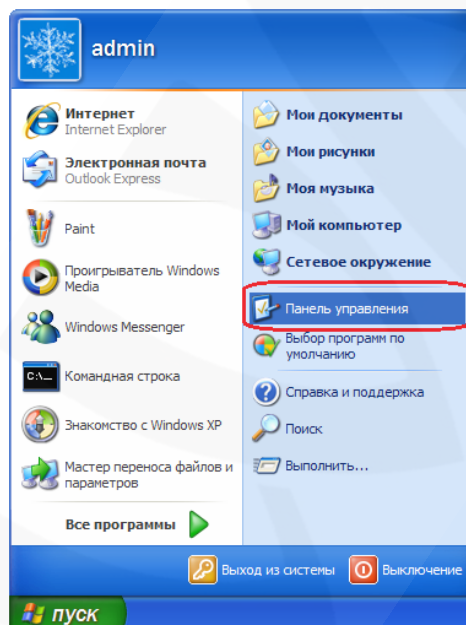 admin
Интернет
Internet Explorer
Электронная почта
Outlook Express
Paint
Проигрыватель Windows
Media
Windows Messenger
C:\_
Командная строка
Знакомство с Windows XP
Мастер переноса файлов и
параметров
Все программы
Мои документы
Мои рисунки
Моя музыка
Мой компьютер
Сетевое окружение
Панель управления
Выбор программ по
умолчанию
Справка и поддержка
Поиск
Выполнить...
Выход из системы
Выключение
пуск